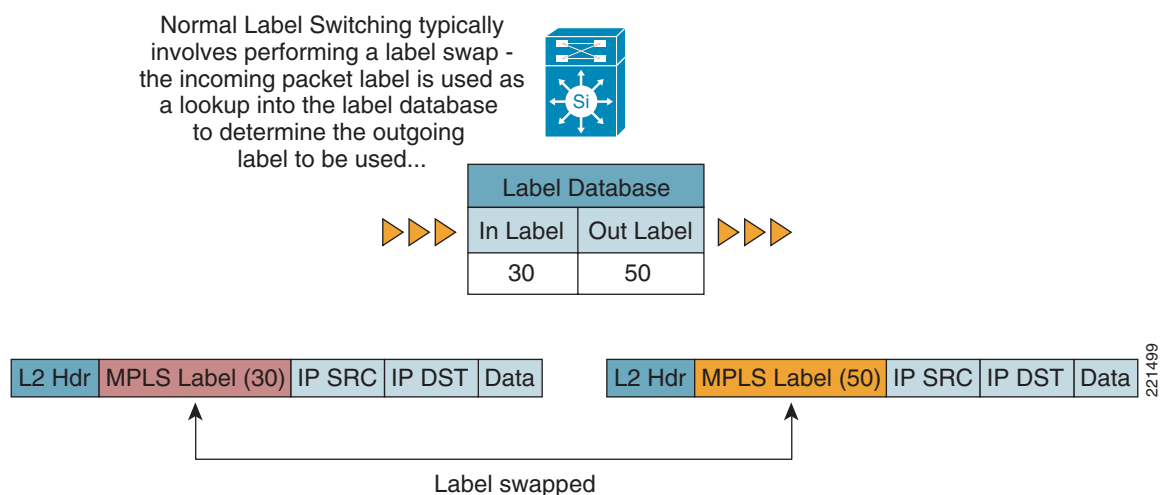 Normal Label Switching typically
involves performing a label swap -
the incoming packet label is used as
a lookup into the label database
to determine the outgoing
label to be used...
Si
Label Database
In Label Out Label
30 50
L2 Hdr MPLS Label (30) IP SRC IP DST Data
L2 Hdr MPLS Label (50) IP SRC IP DST Data
221499
Label swapped